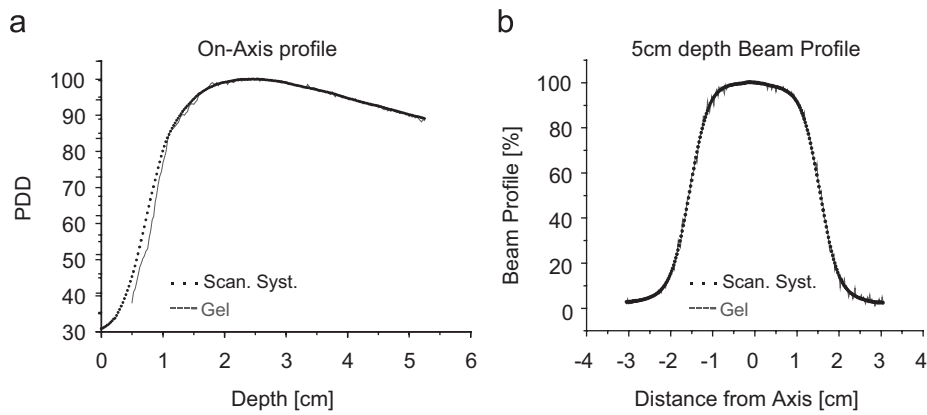 a
On-Axis profile
100
90
80
70
60
50
40
30
PDD
Scan. Syst.
Gel
0 1 2 3 4 5 6
Depth [cm]
b
5cm depth Beam Profile
100
80
60
40
20
0
Beam Profile [%]
Scan. Syst.
Gel
-4 -3 -2 -1 0 1 2 3 4
Distance from Axis [cm]